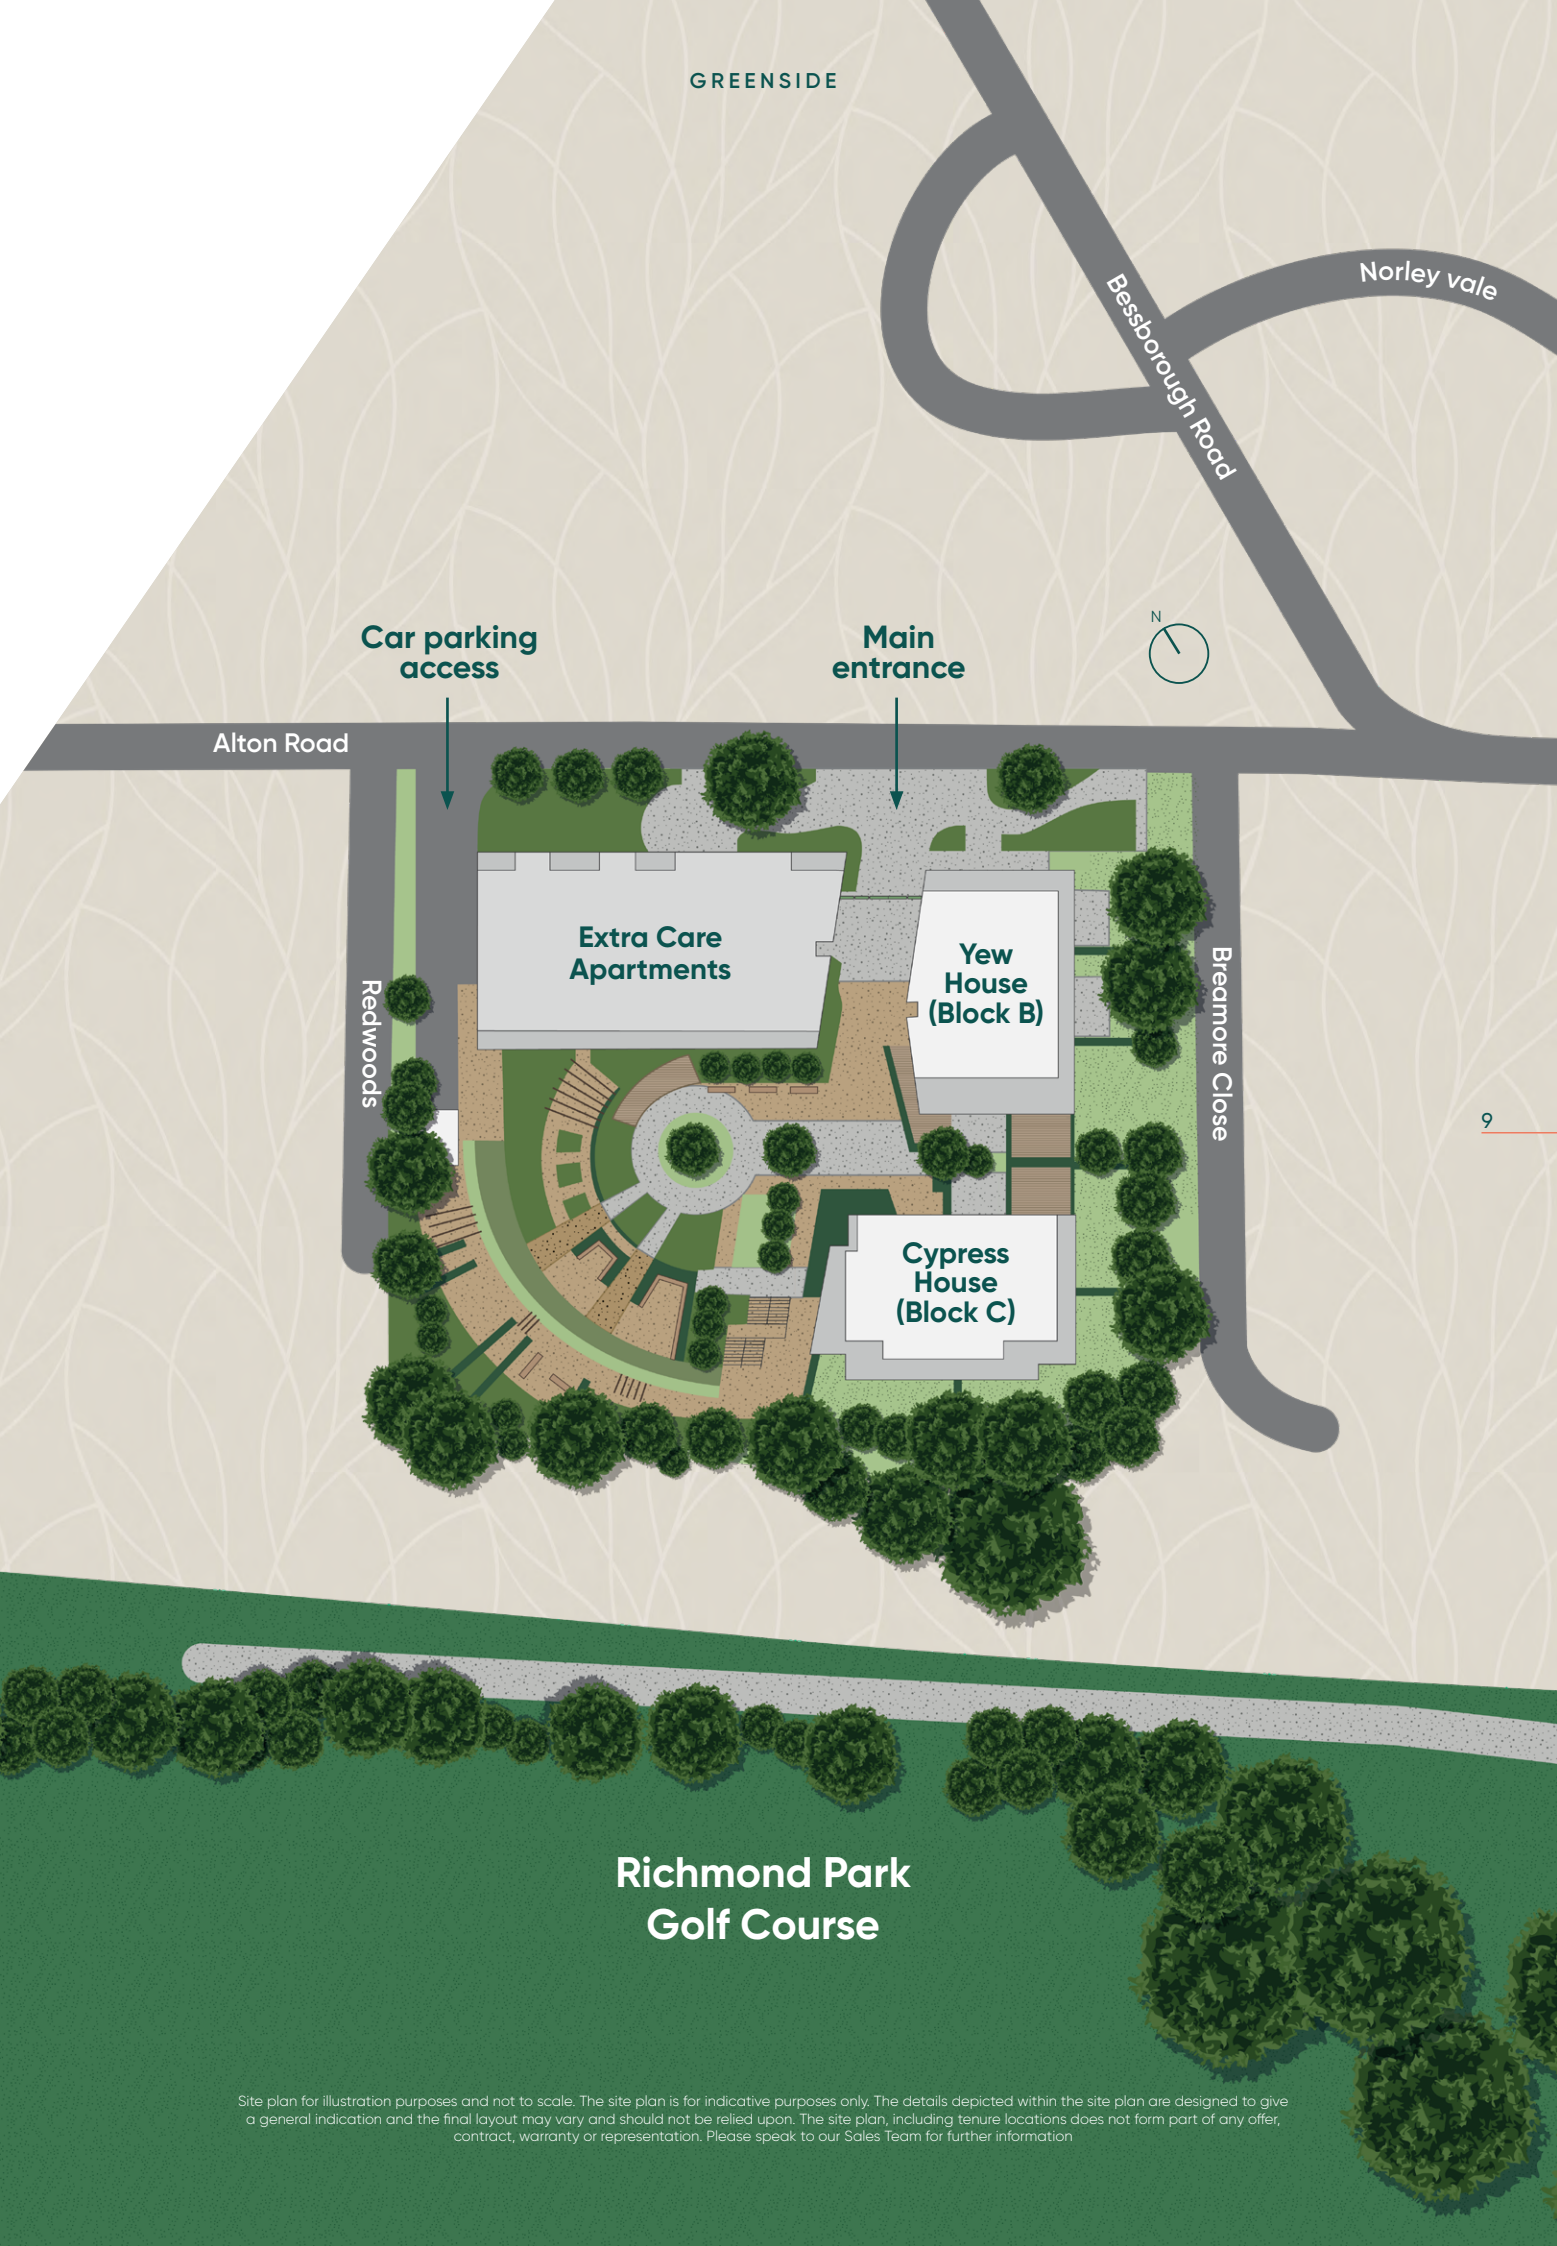 GREENSIDE
Norley vale
Bessborough Road
N
Car parking
access
Main
entrance
Alton Road
Extra Care
Apartments
Yew
House
(Block B)
Redwoods
Breamore Close
9
Cypress
House
(Block C)
Richmond Park
Golf Course
Site plan for illustration purposes and not to scale. The site plan is for indicative purposes only. The details depicted within the site plan are designed to give
a general indication and the final layout may vary and should not be relied upon. The site plan, including tenure locations does not form part of any offer,
contract, warranty or representation. Please speak to our Sales Team for further information